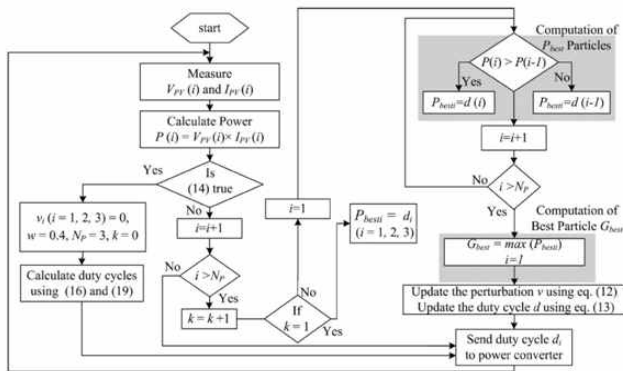 start
Measure
V_PV (i) and I_PV(i)
Calculate Power
P (i) = V_PV(i)× I_PV(i)
Is
(14) true
Yes
No
v_i (i = 1, 2, 3) = 0,
w = 0.4, N_P = 3, k = 0
Calculate duty cycles
using (16) and (19)
i=i+1
i >N_P
No
Yes
k = k +1
If
k = 1
No
Yes
i=1
P_besti = d_i
(i = 1, 2, 3)
Computation of
P_best Particles
P(i) > P(i-1)
Yes
No
P_besti=d (i)
P_besti=d (i-1)
i=i+1
i >N_P
No
Yes
Computation of
Best Particle G_best
G_best = max (P_besti)
i=1
Update the perturbation v using eq. (12)
Update the duty cycle d using eq. (13)
Send duty cycle d_i
to power converter